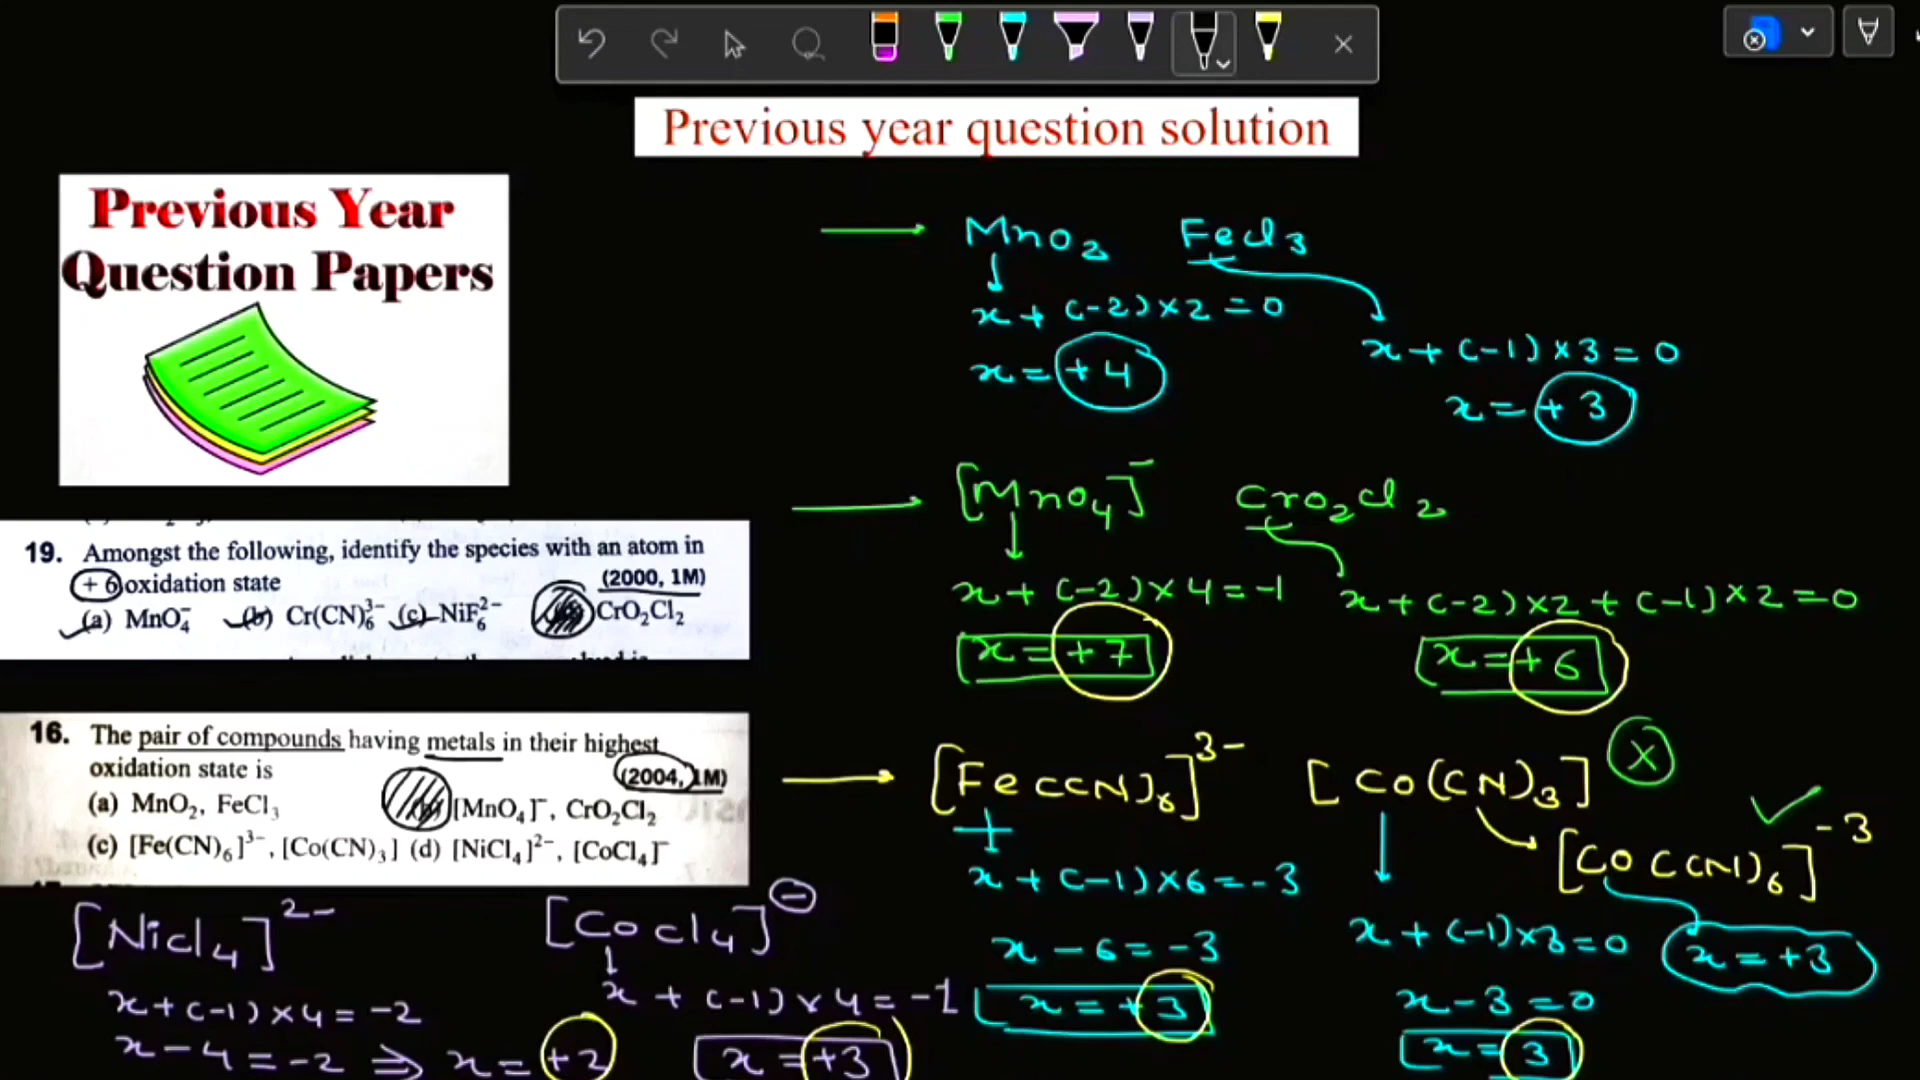 Previous year question solution
Previous Year
Question Papers
MnO2 FeCl3
x + (-2) x 2 = 0
x = +4
x + (-1) x 3 = 0
x = +3
[MnO4]⁻ CrO2Cl2
x + (-2) x 4 = -1
x = +7
x + (-2) x 2 + (-1) x 2 = 0
x = +6
19. Amongst the following, identify the species with an atom in
+ 6 oxidation state (2000, 1M)
(a) MnO₄⁻ (b) Cr(CN)₆³⁻ (c) NiF₆²⁻ CrO₂Cl₂
16. The pair of compounds having metals in their highest
oxidation state is (2004, 1M)
(a) MnO₂, FeCl₃ [MnO₄]⁻, CrO₂Cl₂
(c) [Fe(CN)₆]³⁻, [Co(CN)₃] (d) [NiCl₄]²⁻, [CoCl₄]⁻
[Fe(CN)6]³⁻ [Co(CN)3] x
[Co(CN)6]⁻³
x + (-1) x 6 = -3
x - 6 = -3
x = +3
x + (-1) x 3 = 0
x - 3 = 0
x = 3
x = +3
[NiCl4]²⁻ [CoCl4]⁻
x + (-1) x 4 = -2
x - 4 = -2 ⇒ x = +2
x + (-1) x 4 = -1
x = +3